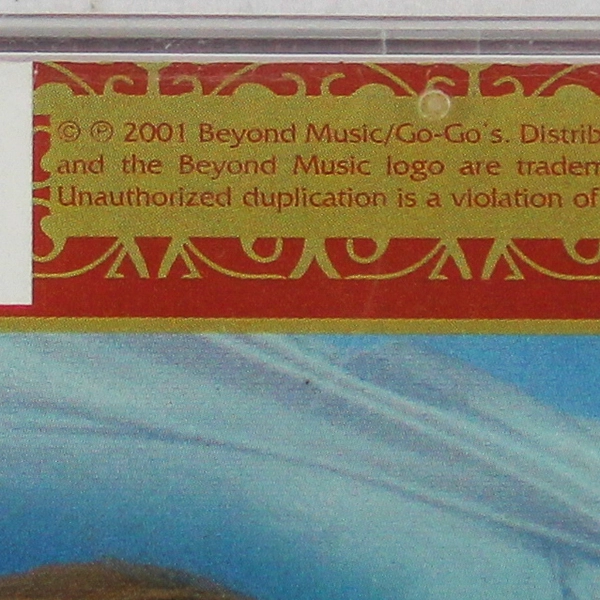 © ℗ 2001 Beyond Music/Go-Go's. Distrib
and the Beyond Music logo are tradem
Unauthorized duplication is a violation of